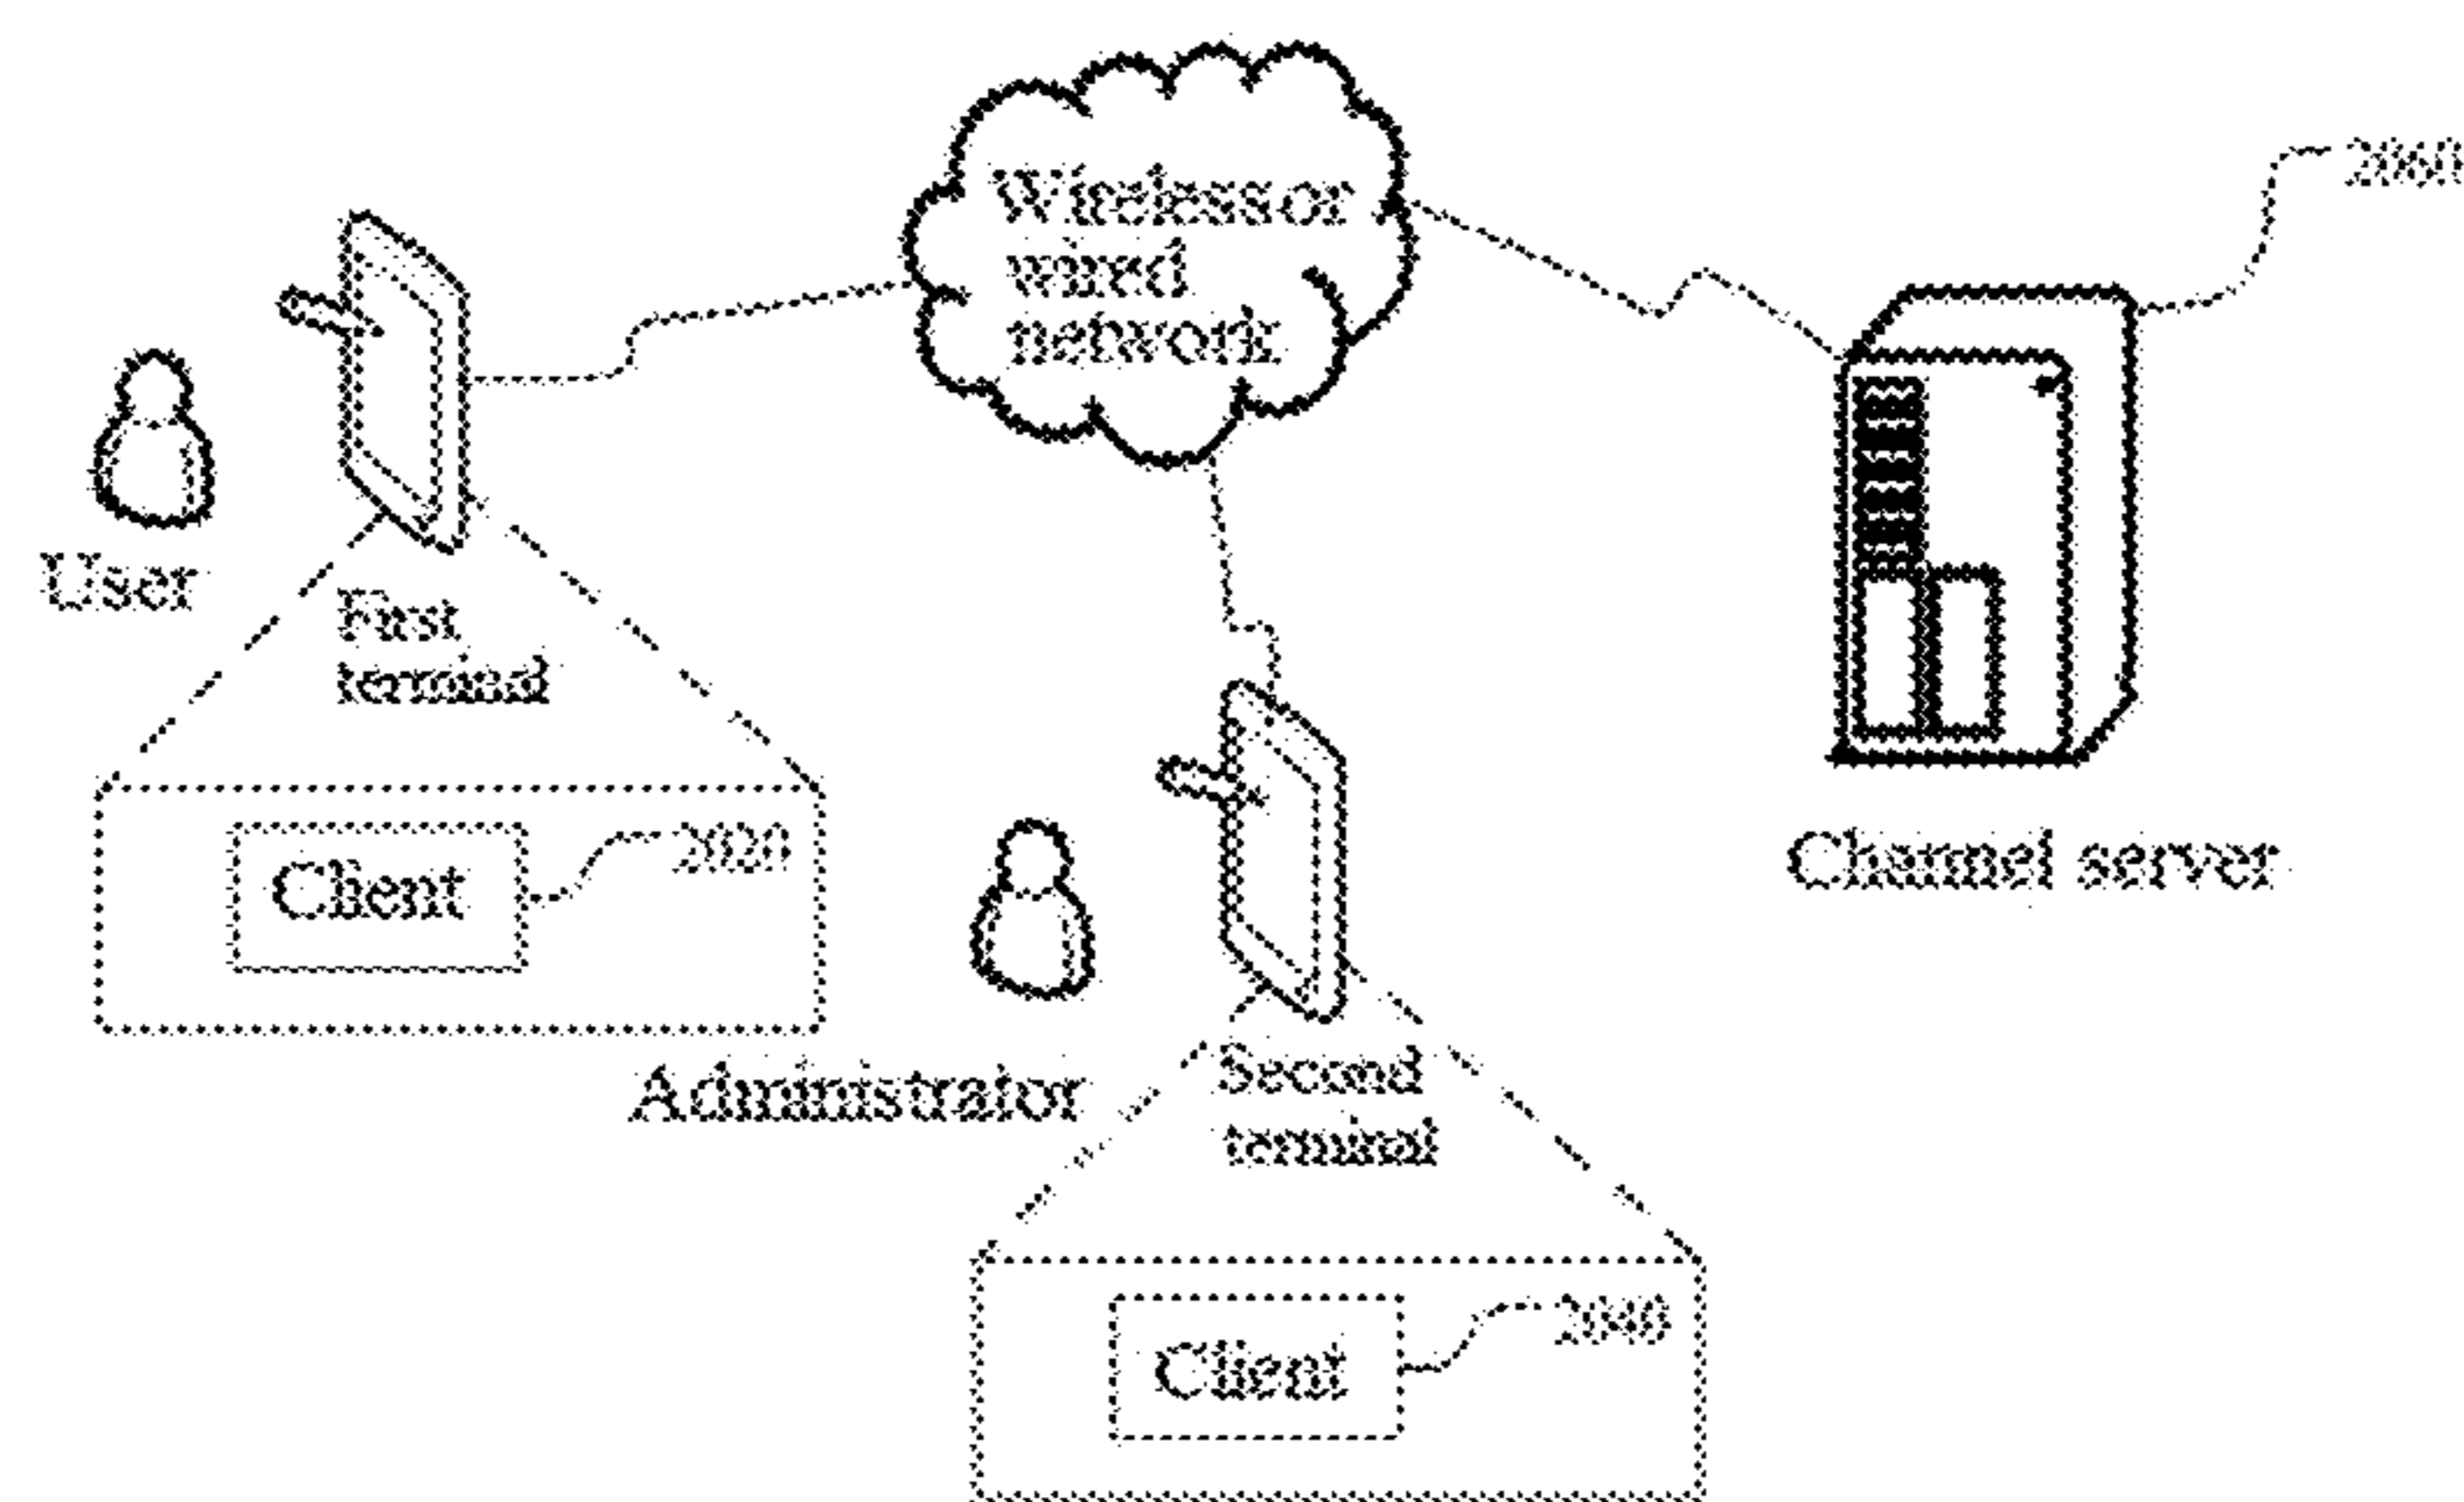 Wireless or
wired
network
User
First
terminal
Client
2020
Channel server
Administrator
Second
terminal
Client
2040